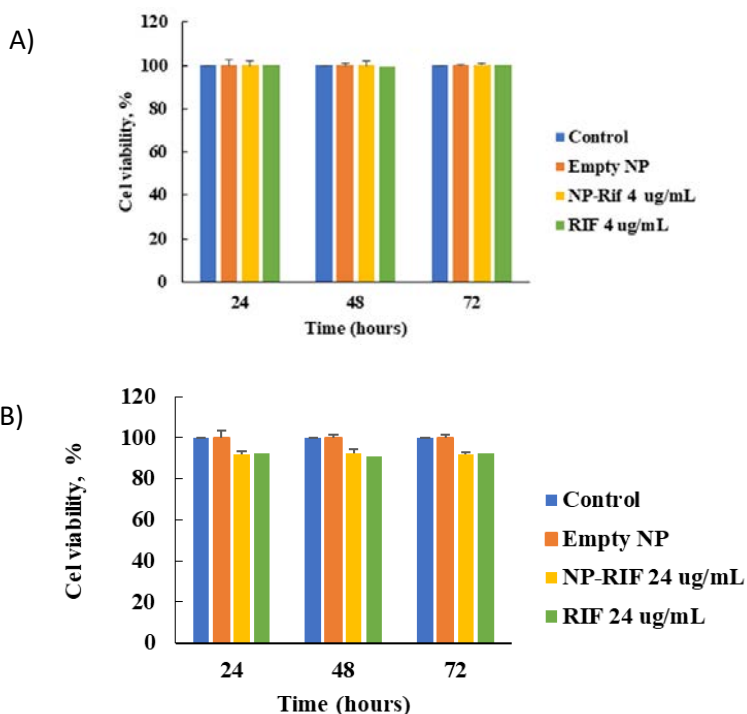 A)
Cel viability, %
120
100
80
60
40
20
0
24
48
72
Time (hours)
Control
Empty NP
NP-Rif 4 ug/mL
RIF 4 ug/mL
B)
Cel viability, %
120
100
80
60
40
20
0
24
48
72
Time (hours)
Control
Empty NP
NP-RIF 24 ug/mL
RIF 24 ug/mL